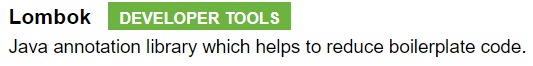 Lombok DEVELOPER TOOLS
Java annotation library which helps to reduce boilerplate code.